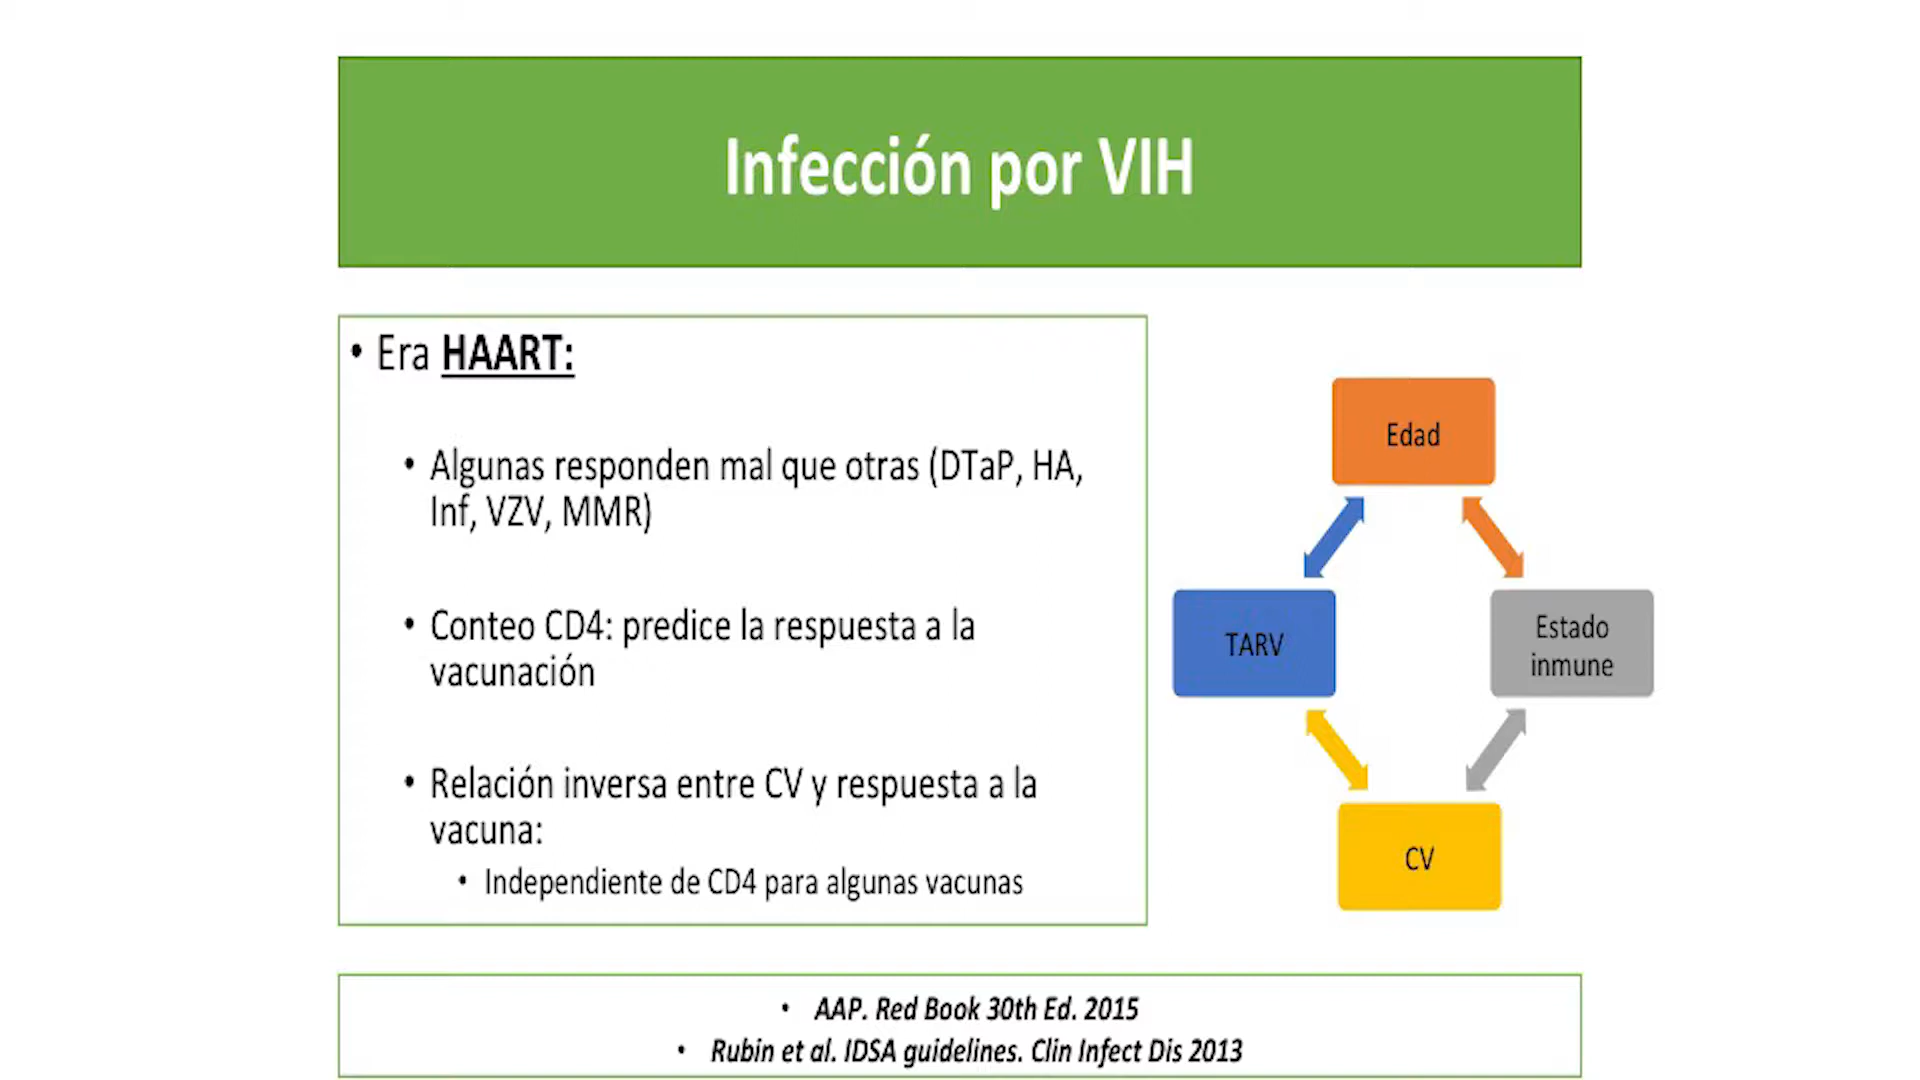 Infección por VIH
• Era HAART:
• Algunas responden mal que otras (DTaP, HA,
Inf, VZV, MMR)
• Conteo CD4: predice la respuesta a la
vacunación
• Relación inversa entre CV y respuesta a la
vacuna:
• Independiente de CD4 para algunas vacunas
Edad
TARV
Estado
inmune
CV
• AAP. Red Book 30th Ed. 2015
• Rubin et al. IDSA guidelines. Clin Infect Dis 2013